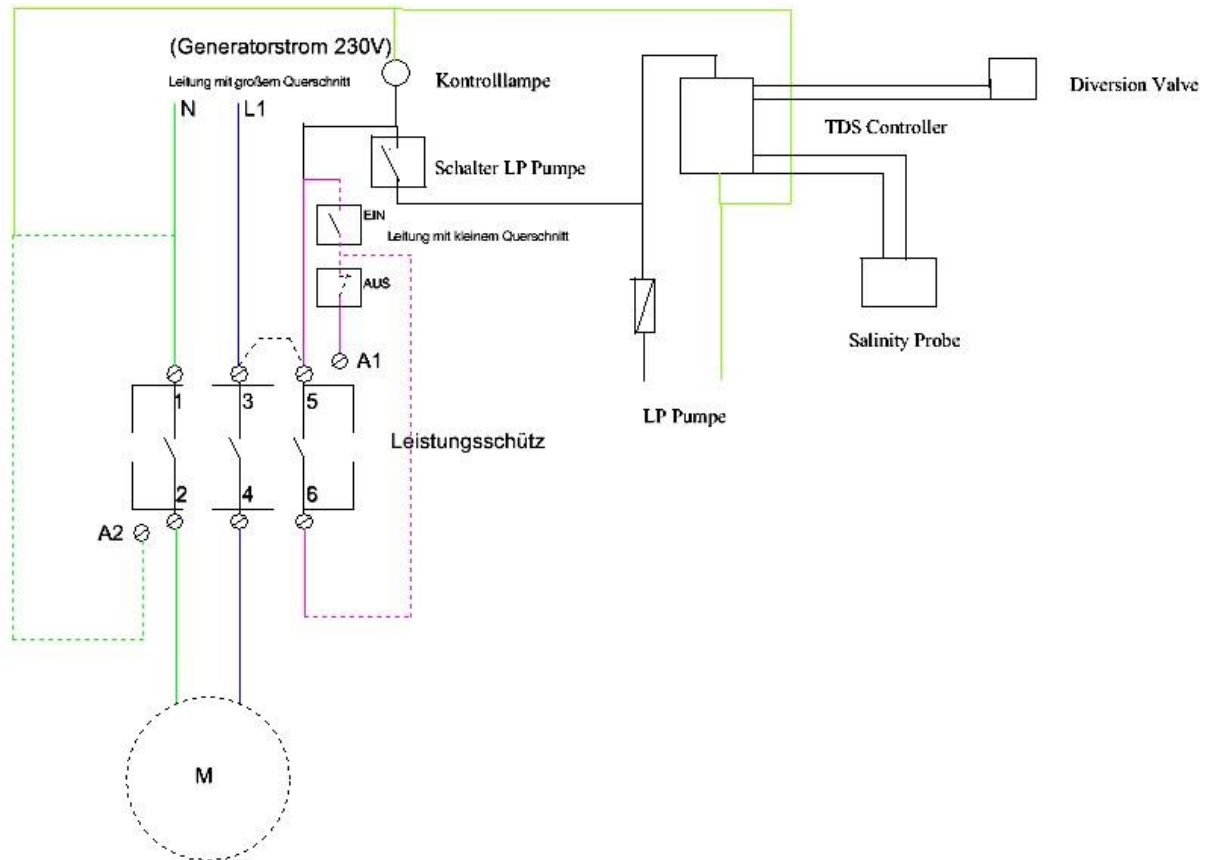 (Generatorstrom 230V)
Leitung mit großem Querschnitt
N
L1
Kontrolllampe
Diversion Valve
TDS Controller
Schalter LP Pumpe
EIN
Leitung mit kleinem Querschnitt
AUS
Salinity Probe
A1
LP Pumpe
1
3
5
Leistungsschütz
2
4
6
A2
M